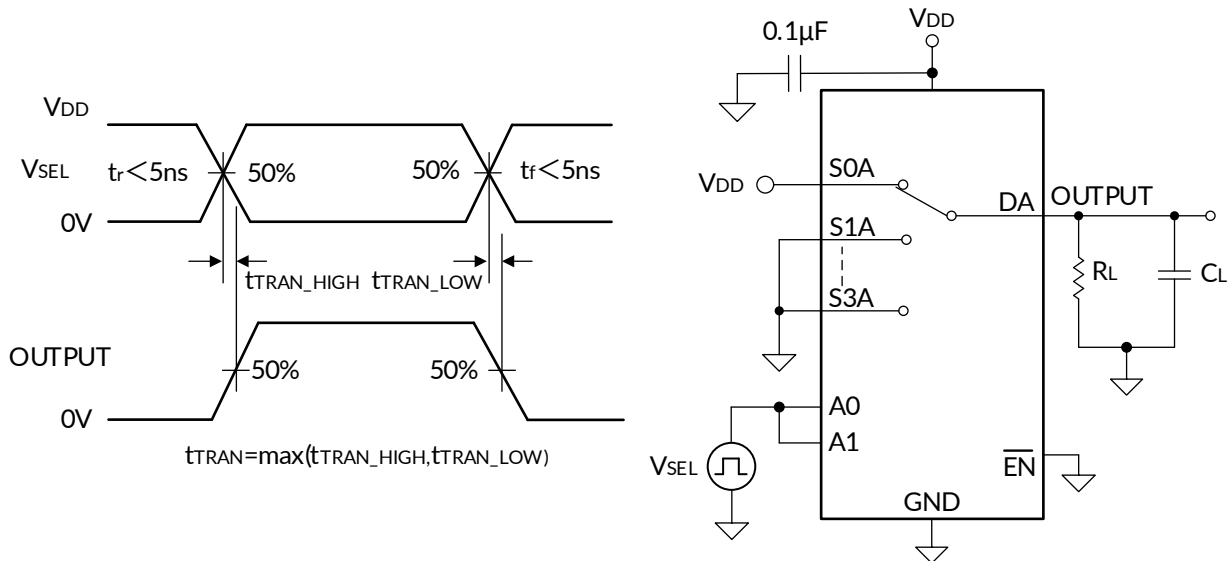 VDD
VSEL
0V
tr<5ns
50%
50%
tf<5ns
tTRAN_HIGH
tTRAN_LOW
OUTPUT
0V
50%
50%
tTRAN=max(tTRAN_HIGH,tTRAN_LOW)
VDD
0.1µF
VDD
S0A
S1A
S3A
DA
OUTPUT
RL
CL
A0
A1
VSEL
EN
GND